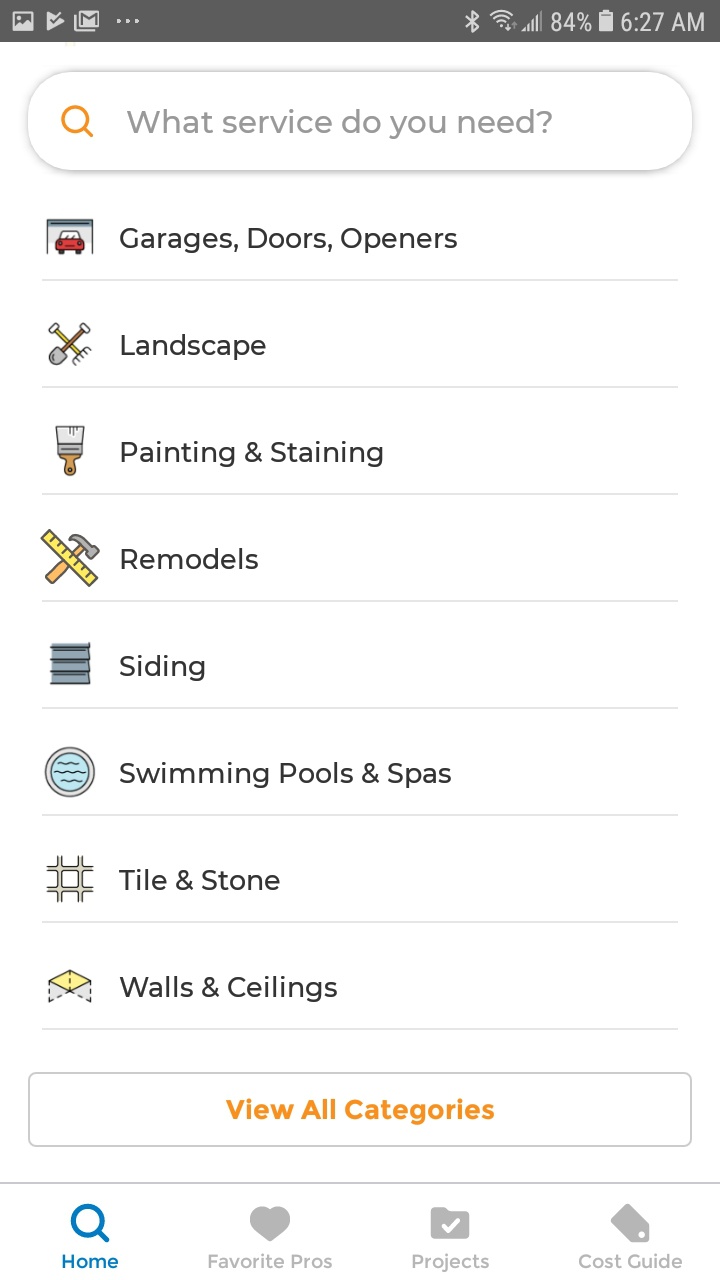 84% 6:27 AM
What service do you need?
Garages, Doors, Openers
Landscape
Painting & Staining
Remodels
Siding
Swimming Pools & Spas
Tile & Stone
Walls & Ceilings
View All Categories
Home Favorite Pros Projects Cost Guide